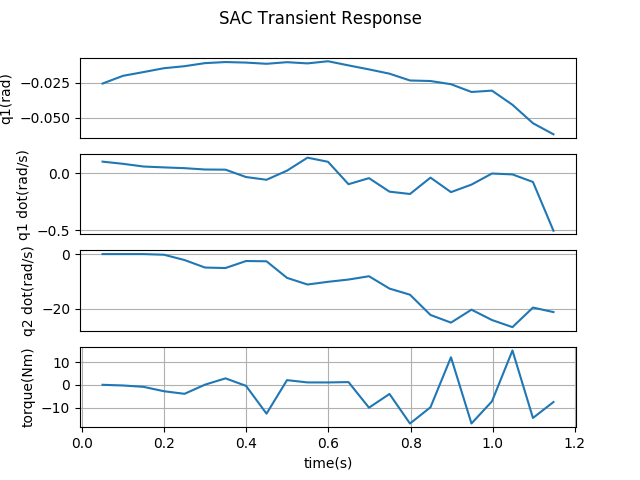 SAC Transient Response
q1(rad)
−0.025
−0.050
q1 dot(rad/s)
0.0
−0.5
q2 dot(rad/s)
0
−20
torque(Nm)
10
0
−10
0.0 0.2 0.4 0.6 0.8 1.0 1.2
time(s)